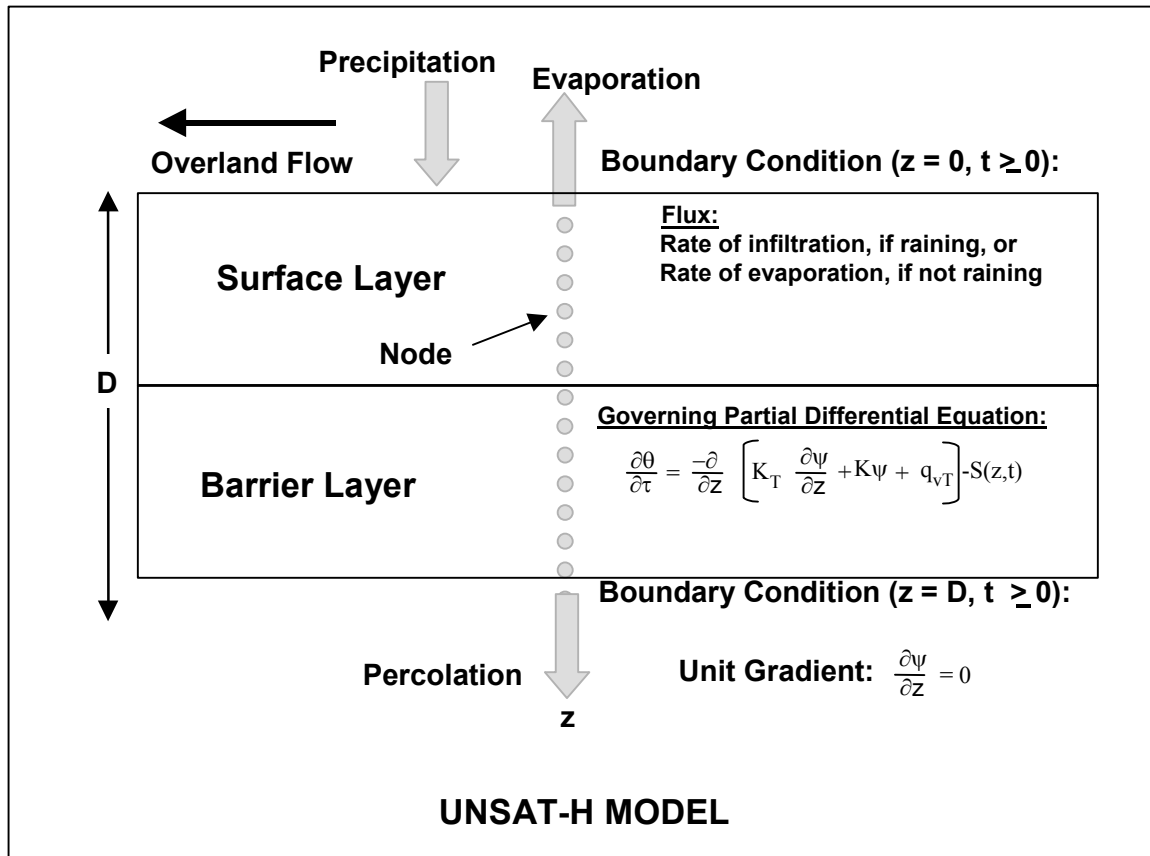 Precipitation
Evaporation
Overland Flow
Boundary Condition (z = 0, t ≥ 0):
Flux:
Rate of infiltration, if raining, or
Rate of evaporation, if not raining
Surface Layer
Node
D
Governing Partial Differential Equation:
∂θ/∂τ = -∂/∂z [K_T ∂ψ/∂z + Kψ + q_vT] -S(z,t)
Barrier Layer
Boundary Condition (z = D, t ≥ 0):
Percolation
Unit Gradient: ∂ψ/∂z = 0
z
UNSAT-H MODEL